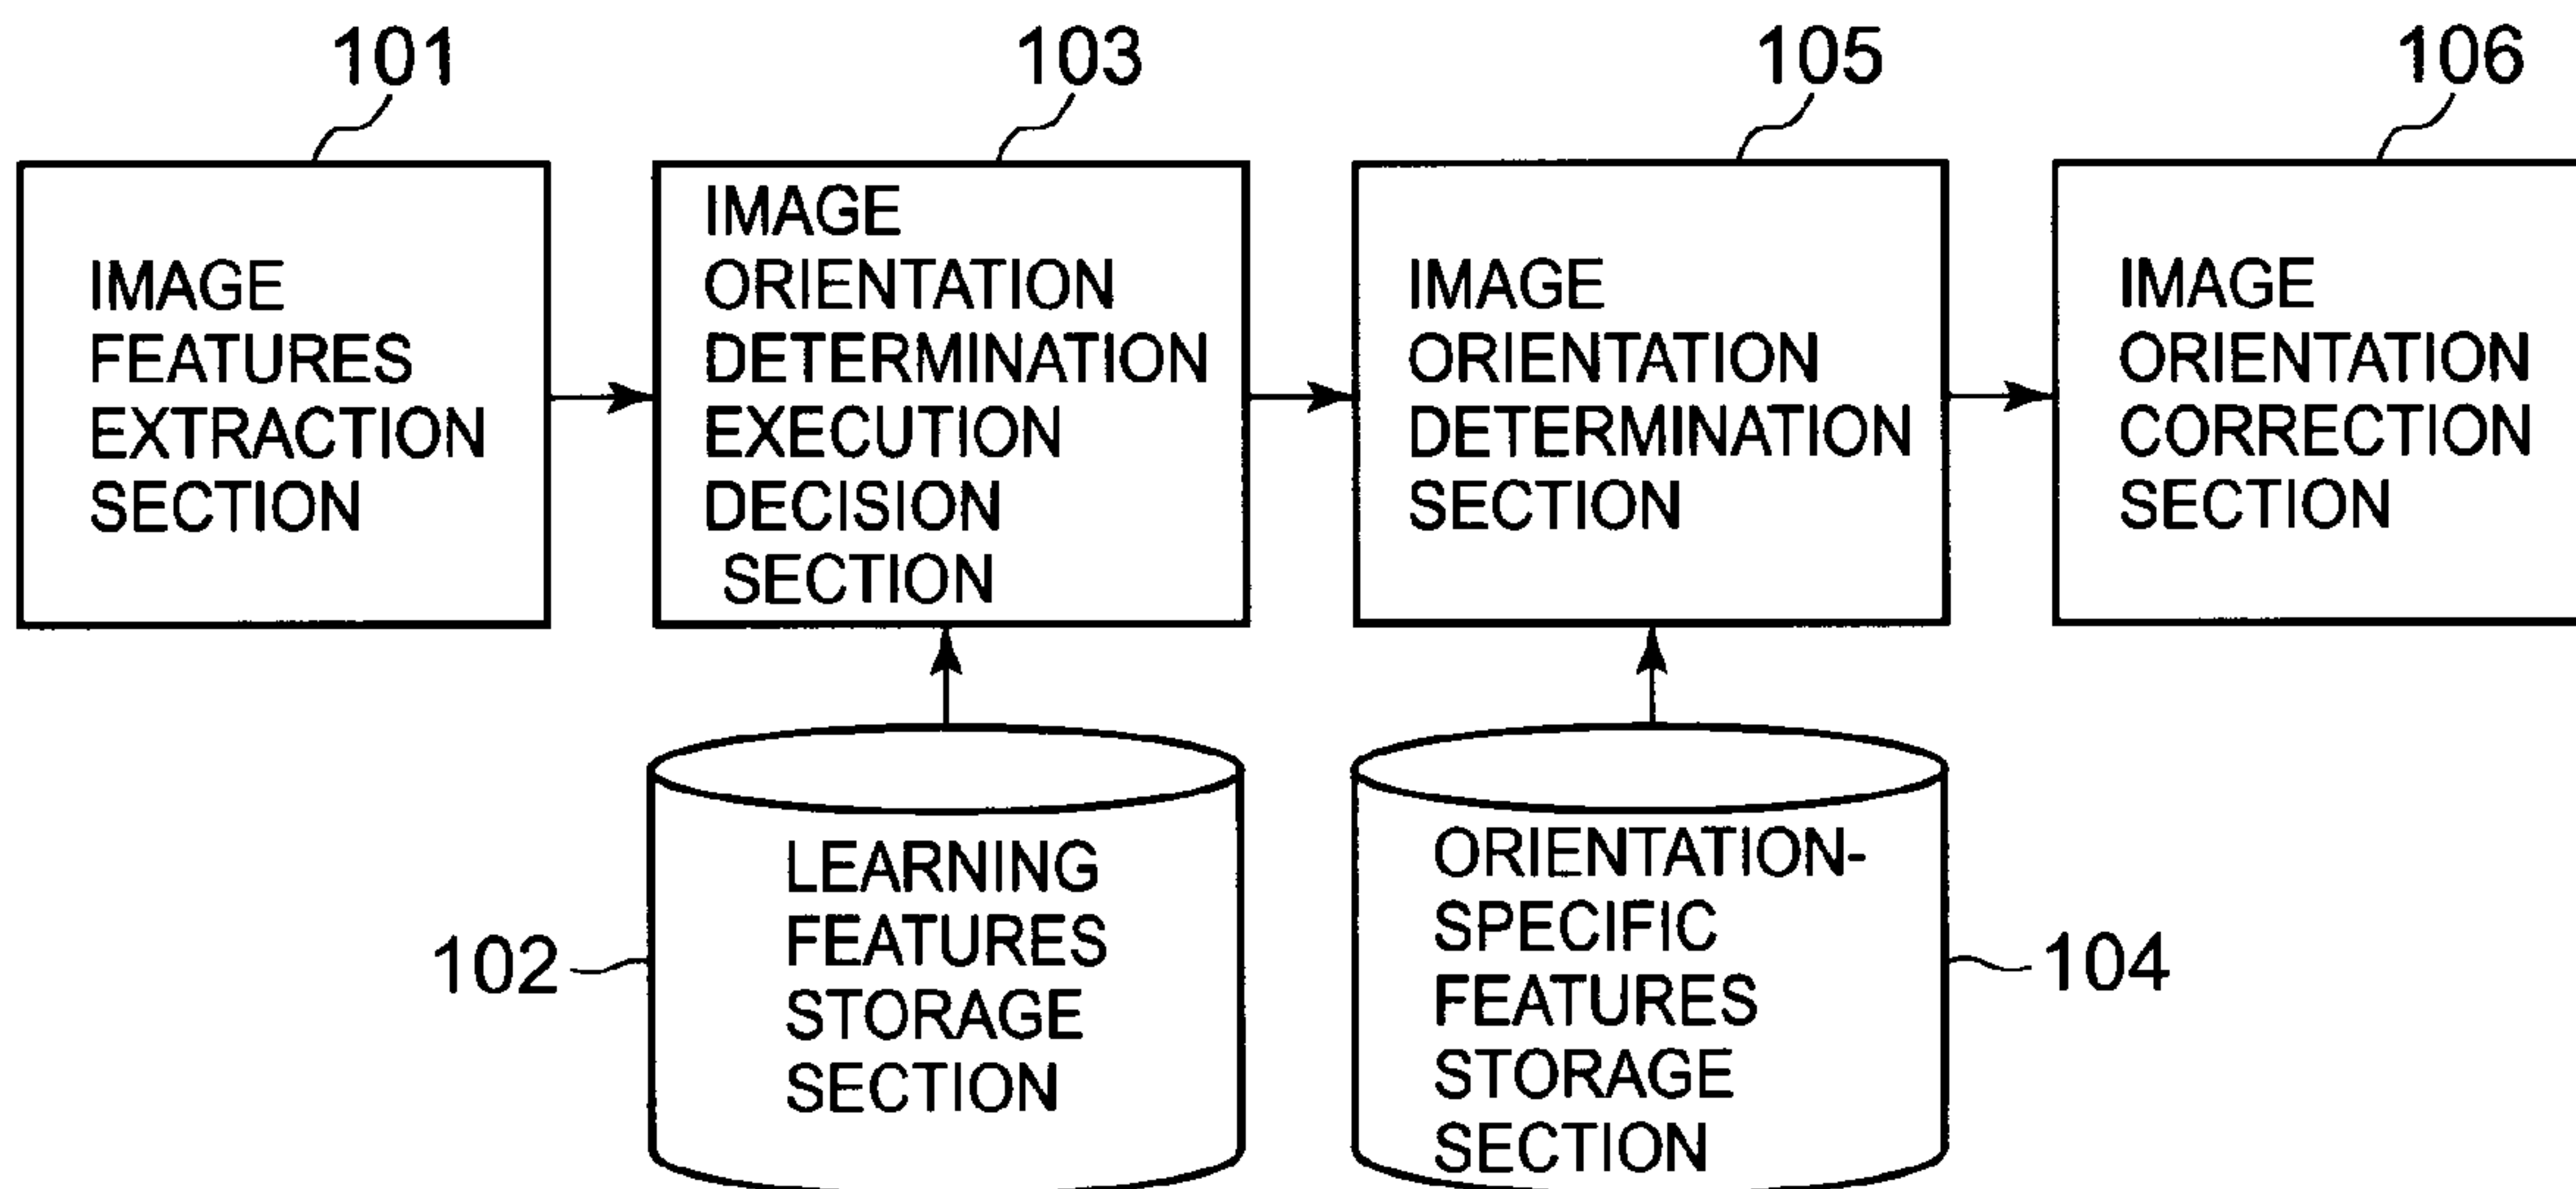 101
103
105
106
IMAGE
FEATURES
EXTRACTION
SECTION
IMAGE
ORIENTATION
DETERMINATION
EXECUTION
DECISION
SECTION
IMAGE
ORIENTATION
DETERMINATION
SECTION
IMAGE
ORIENTATION
CORRECTION
SECTION
102
LEARNING
FEATURES
STORAGE
SECTION
ORIENTATION-
SPECIFIC
FEATURES
STORAGE
SECTION
104